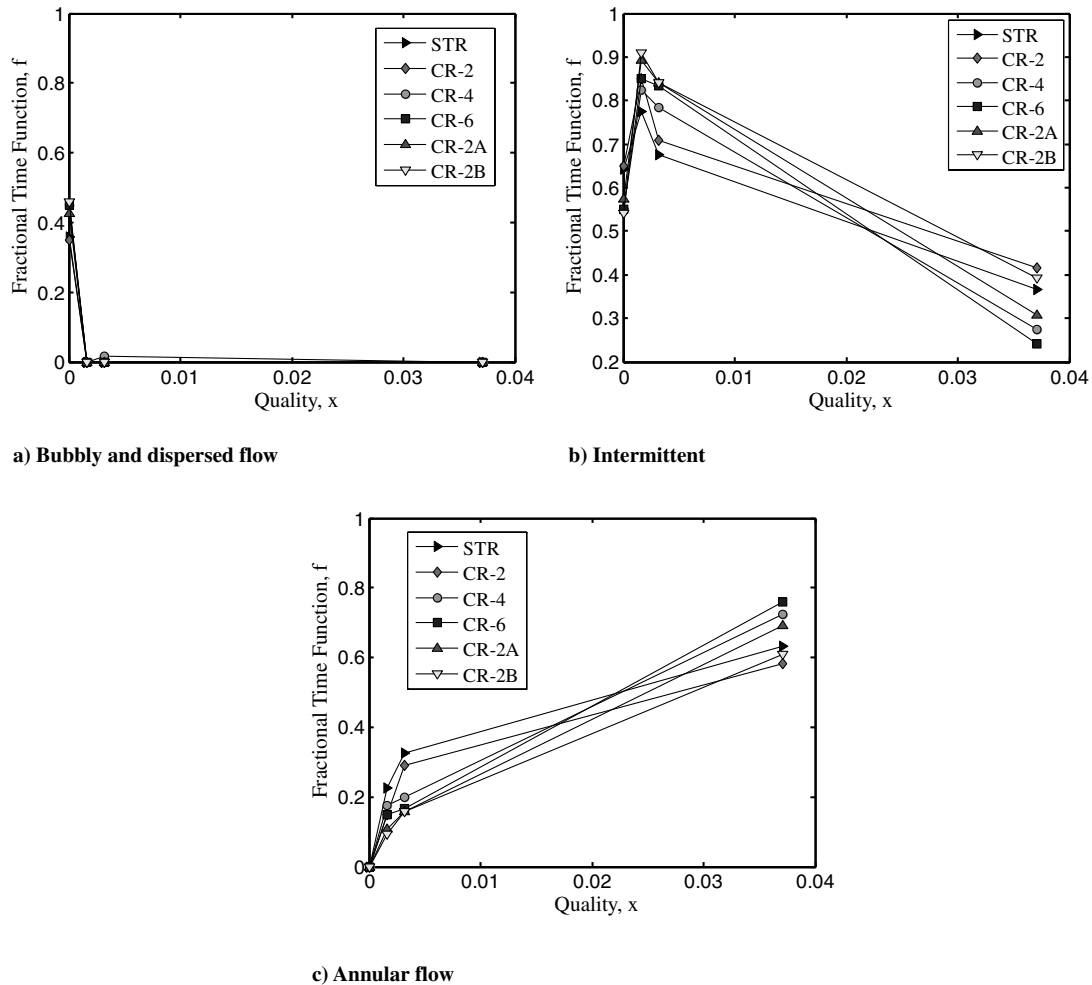 1
0.8
0.6
0.4
0.2
0
Fractional Time Function, f
0 0.01 0.02 0.03 0.04
Quality, x
STR
CR-2
CR-4
CR-6
CR-2A
CR-2B
a) Bubbly and dispersed flow
1
0.9
0.8
0.7
0.6
0.5
0.4
0.3
0.2
Fractional Time Function, f
0 0.01 0.02 0.03 0.04
Quality, x
STR
CR-2
CR-4
CR-6
CR-2A
CR-2B
b) Intermittent
1
0.8
0.6
0.4
0.2
0
Fractional Time Function, f
0 0.01 0.02 0.03 0.04
Quality, x
STR
CR-2
CR-4
CR-6
CR-2A
CR-2B
c) Annular flow